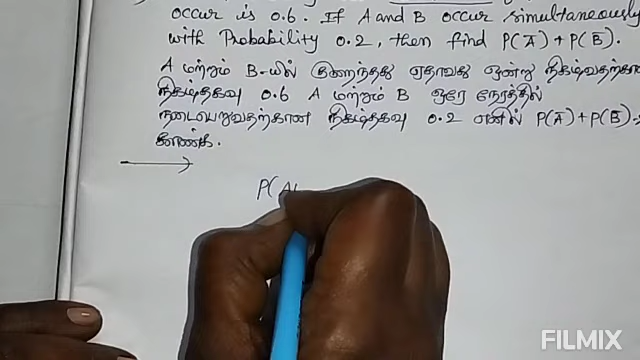 occur is 0.6. If A and B occur simultaneously
with Probability 0.2, then find P(Ā) + P(B̄).
A மற்றும் B-யில் குறைந்தது ஏதாவது ஒன்று நிகழ்வதற்கான
நிகழ்தகவு 0.6 A மற்றும் B ஒரே நேரத்தில்
நடைபெறுவதற்கான நிகழ்தகவு 0.2 எனில் P(Ā)+P(B̄)-ஐ
காண்க.
P(A
FILMIX